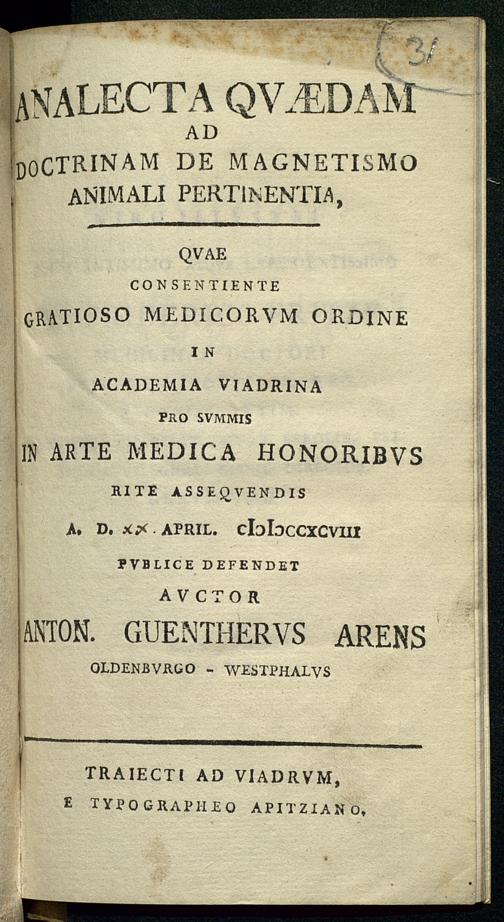 31
ANALECTA QVÆDAM
AD
DOCTRINAM DE MAGNETISMO
ANIMALI PERTINENTIA,
QVAE
CONSENTIENTE
GRATIOSO MEDICORVM ORDINE
IN
ACADEMIA VIADRINA
PRO SVMMIS
IN ARTE MEDICA HONORIBVS
RITE ASSEQVENDIS
A. D. xx. APRIL. cIↄIↄccxcvIII
PVBLICE DEFENDET
AVCTOR
ANTON. GUENTHERVS ARENS
OLDENBVRGO - WESTPHALVS
TRAIECTI AD VIADRVM,
E TYPOGRAPHEO APITZIANO.